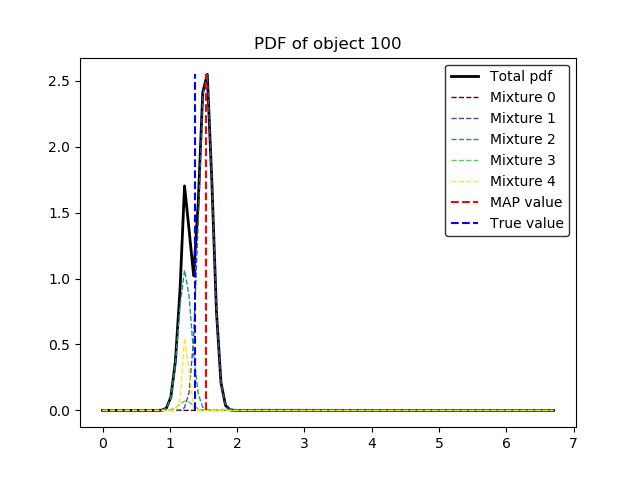 PDF of object 100
2.5
2.0
1.5
1.0
0.5
0.0
0 1 2 3 4 5 6 7
Total pdf
Mixture 0
Mixture 1
Mixture 2
Mixture 3
Mixture 4
MAP value
True value